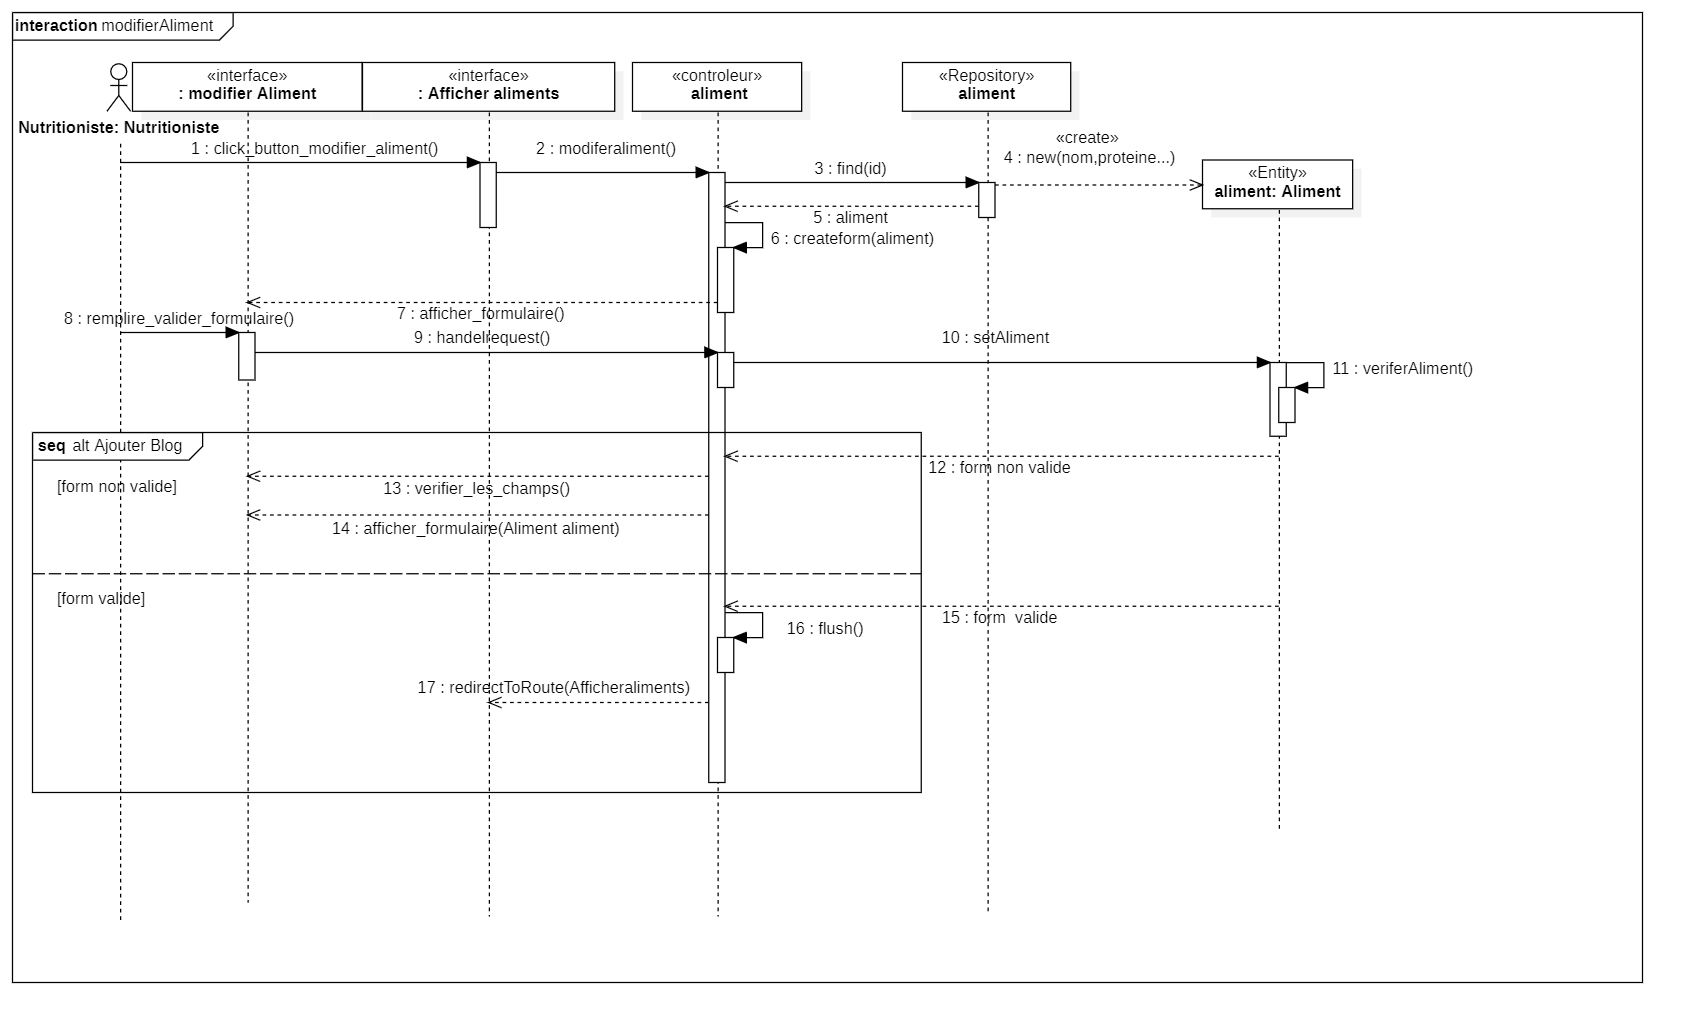 interaction modifierAliment
«interface»
: modifier Aliment
«interface»
: Afficher aliments
«controleur»
aliment
«Repository»
aliment
Nutritioniste: Nutritioniste
«create»
4 : new(nom,proteine...)
«Entity»
aliment: Aliment
1 : click_button_modifier_aliment()
2 : modiferaliment()
3 : find(id)
5 : aliment
6 : createform(aliment)
7 : afficher_formulaire()
8 : remplire_valider_formulaire()
9 : handelrequest()
10 : setAliment
11 : veriferAliment()
seq alt Ajouter Blog
12 : form non valide
[form non valide]
13 : verifier_les_champs()
14 : afficher_formulaire(Aliment aliment)
[form valide]
15 : form  valide
16 : flush()
17 : redirectToRoute(Afficheraliments)